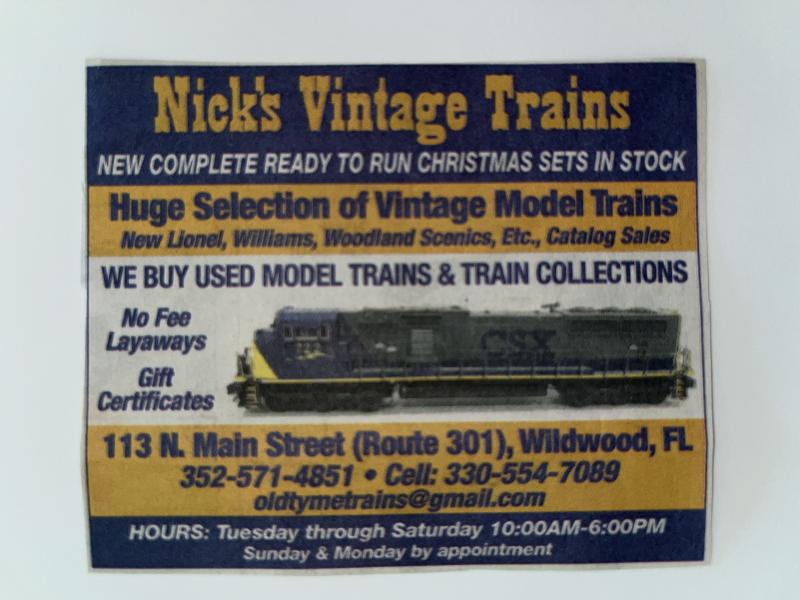 Nick's Vintage Trains
NEW COMPLETE READY TO RUN CHRISTMAS SETS IN STOCK
Huge Selection of Vintage Model Trains
New Lionel, Williams, Woodland Scenics, Etc., Catalog Sales
WE BUY USED MODEL TRAINS & TRAIN COLLECTIONS
No Fee
Layaways
Gift
Certificates
CSX
113 N. Main Street (Route 301), Wildwood, FL
352-571-4851 • Cell: 330-554-7089
oldtymetrains@gmail.com
HOURS: Tuesday through Saturday 10:00AM-6:00PM
Sunday & Monday by appointment